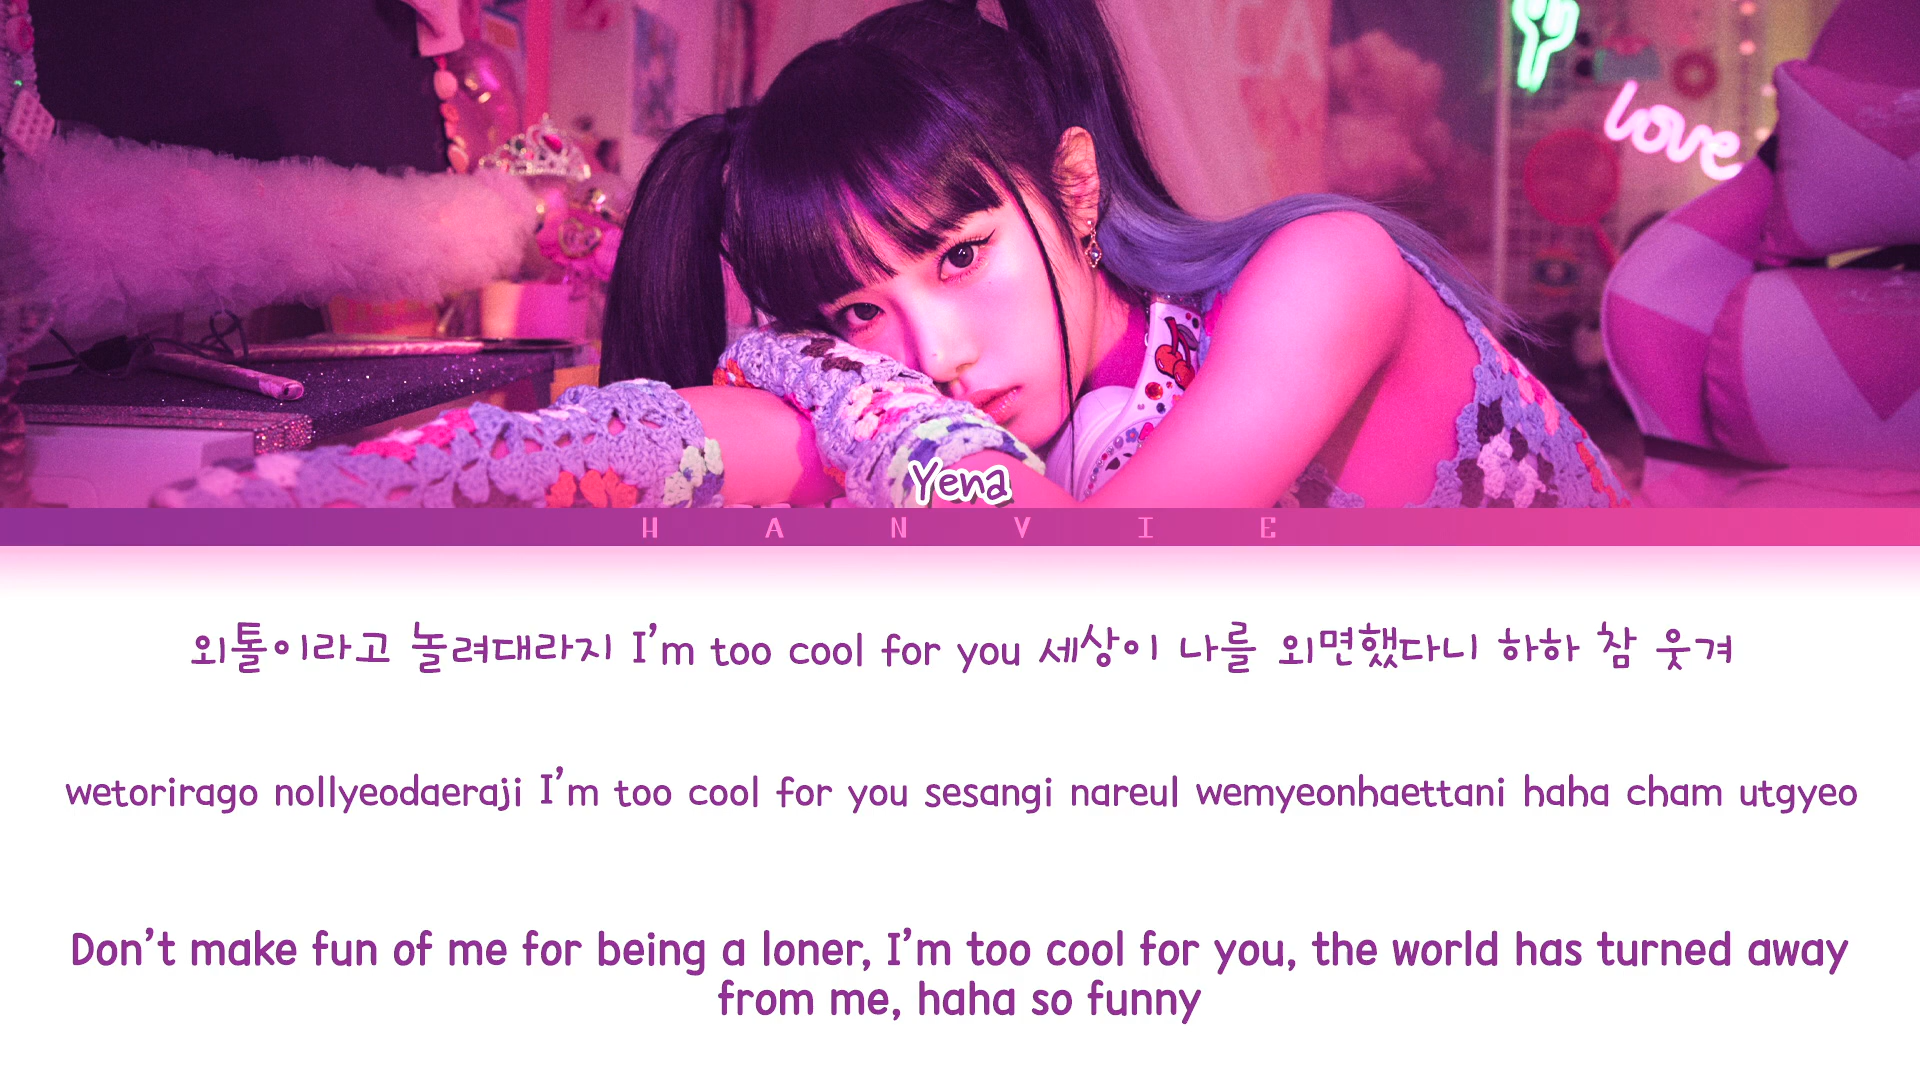 CA
love
Yena
HANVIE
외톨이라고 놀려대라지 I'm too cool for you 세상이 나를 외면했다니 하하 참 웃겨
wetorirago nollyeodaeraji I'm too cool for you sesangi nareul wemyeonhaettani haha cham utgyeo
Don't make fun of me for being a loner, I'm too cool for you, the world has turned away
from me, haha so funny